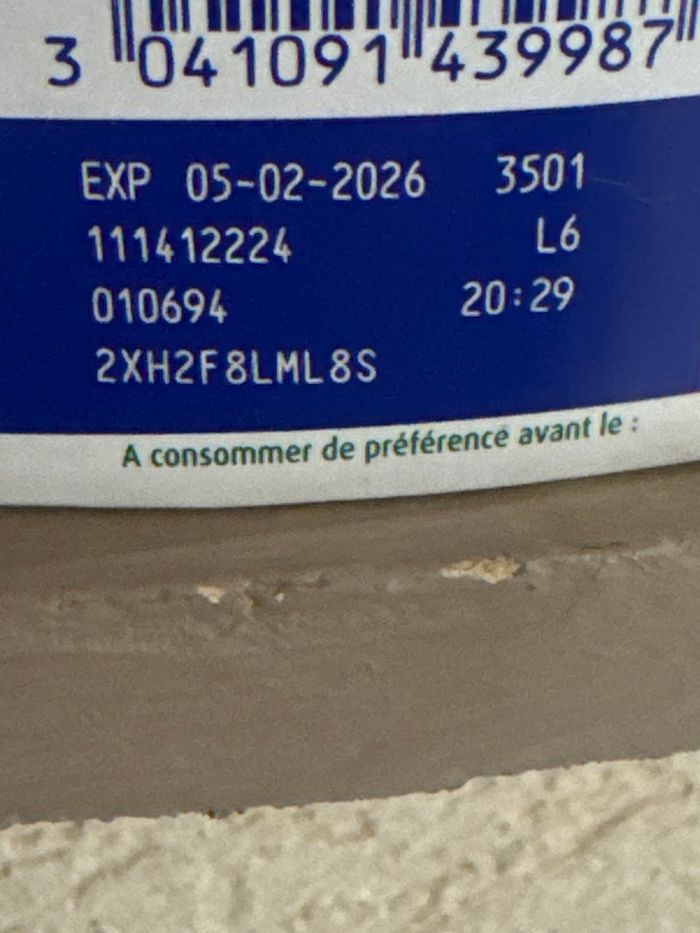 3 041091 439987
EXP 05-02-2026 3501
111412224 L6
010694 20:29
2XH2F8LML8S
A consommer de préférence avant le :